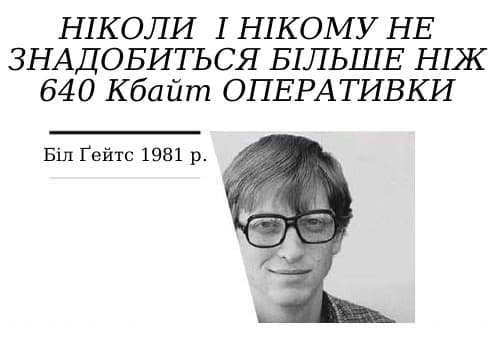 НІКОЛИ І НІКОМУ НЕ
ЗНАДОБИТЬСЯ БІЛЬШЕ НІЖ
640 Кбайт ОПЕРАТИВКИ
Біл Ґейтс 1981 р.